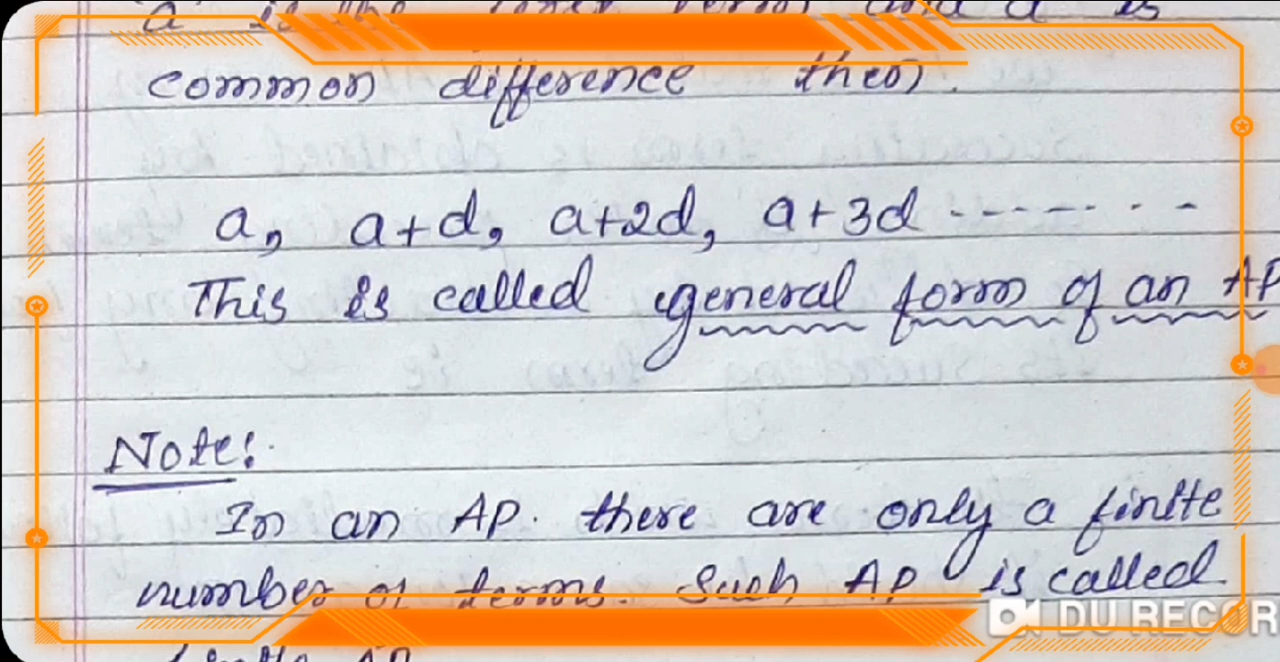 common difference then.
a, a+d, a+2d, a+3d - - - - - - - -
This is called general form of an AP
Note:
In an AP. there are only a finite
number of terms. Such AP is called
DU RECOR